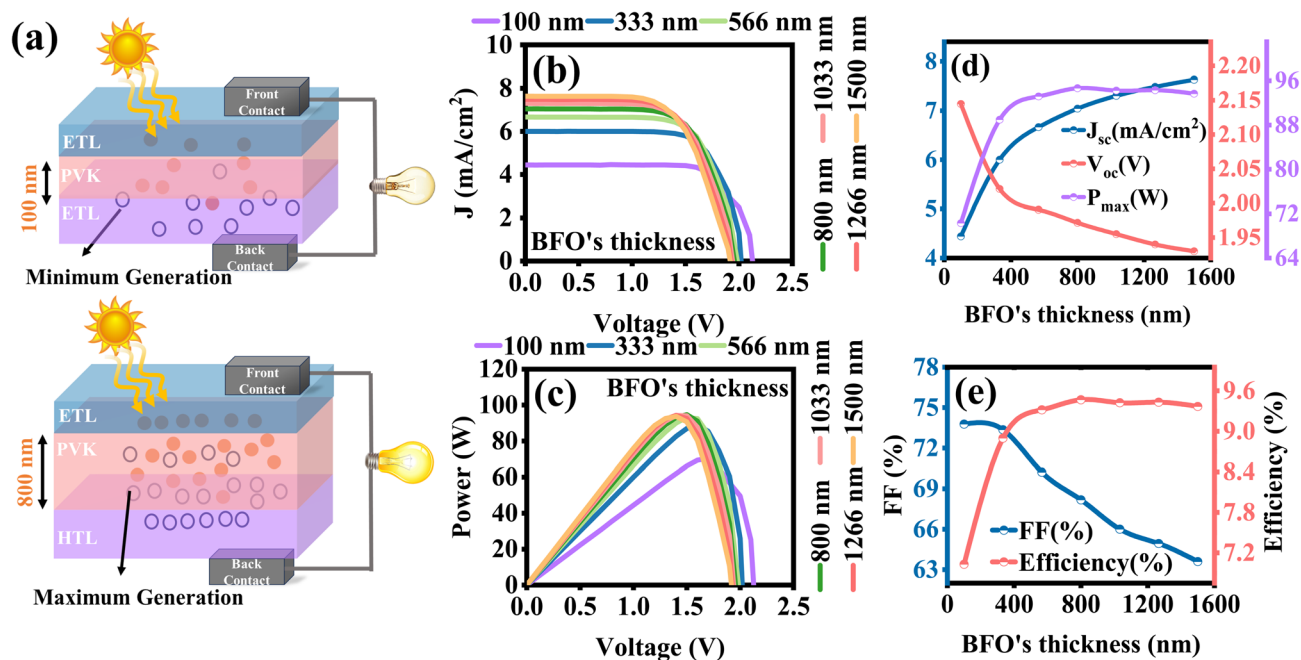 (a)
Front
Contact
ETL
PVK
100 nm
ETL
Back
Contact
Minimum Generation
Front
Contact
ETL
PVK
800 nm
HTL
Back
Contact
Maximum Generation
100 nm 333 nm 566 nm
(b)
J (mA/cm²)
8
6
4
2
0
BFO's thickness
0.0 0.5 1.0 1.5 2.0 2.5
Voltage (V)
800 nm 1033 nm
1266 nm 1500 nm
100 nm 333 nm 566 nm
(c)
BFO's thickness
Power (W)
120
100
80
60
40
20
0
0.0 0.5 1.0 1.5 2.0 2.5
Voltage (V)
800 nm 1033 nm
1266 nm 1500 nm
(d)
8
7
6
5
4
Jsc(mA/cm²)
Voc(V)
Pmax(W)
2.20
2.15
2.10
2.05
2.00
1.95
96
88
80
72
64
0 400 800 1200 1600
BFO's thickness (nm)
(e)
FF (%)
78
75
72
69
66
63
FF(%)
Efficiency(%)
9.6
9.0
8.4
7.8
7.2
Efficiency (%)
0 400 800 1200 1600
BFO's thickness (nm)